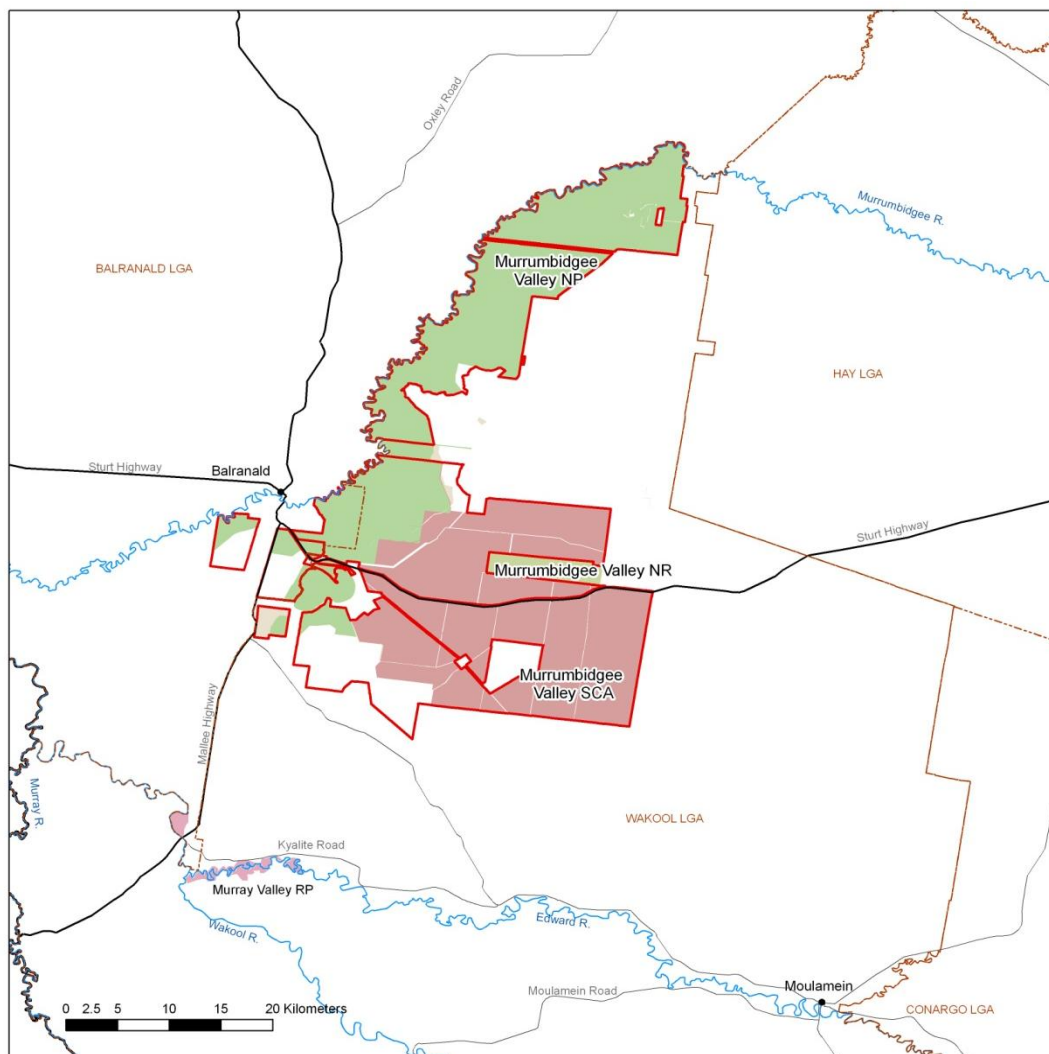 Oxley Road
Murrumbidgee R.
BALRANALD LGA
Murrumbidgee
Valley NP
HAY LGA
Sturt Highway
Balranald
Sturt Highway
Murrumbidgee Valley NR
Murrumbidgee
Valley SCA
Mallee Highway
Murray R.
WAKOOL LGA
Kyalite Road
Murray Valley RP
Wakool R.
Edward R.
Moulamein
Moulamein Road
CONARGO LGA
0 2.5 5 10 15 20 Kilometers